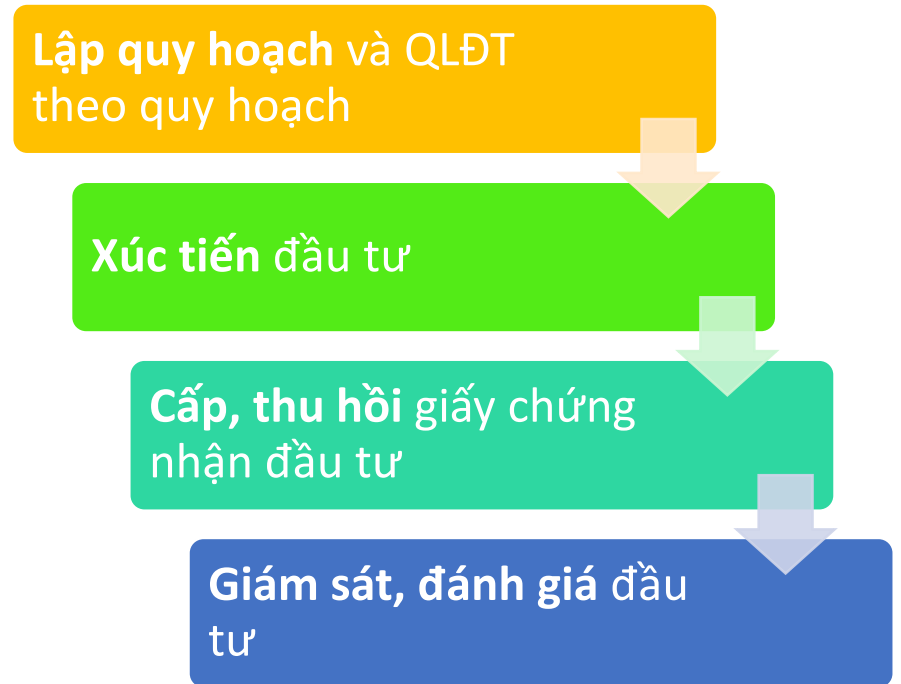 Lập quy hoạch và QLĐT
theo quy hoạch
Xúc tiến đầu tư
Cấp, thu hồi giấy chứng
nhận đầu tư
Giám sát, đánh giá đầu
tư